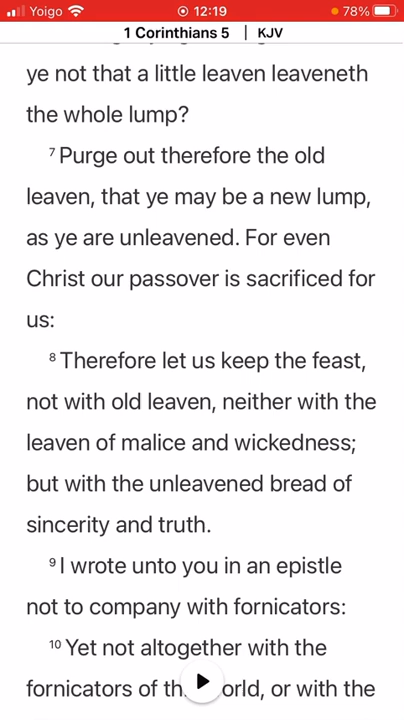 Yoigo 12:19 78%
1 Corinthians 5 | KJV
ye not that a little leaven leaveneth
the whole lump?
7 Purge out therefore the old
leaven, that ye may be a new lump,
as ye are unleavened. For even
Christ our passover is sacrificed for
us:
8 Therefore let us keep the feast,
not with old leaven, neither with the
leaven of malice and wickedness;
but with the unleavened bread of
sincerity and truth.
9 I wrote unto you in an epistle
not to company with fornicators:
10 Yet not altogether with the
fornicators of th orld, or with the